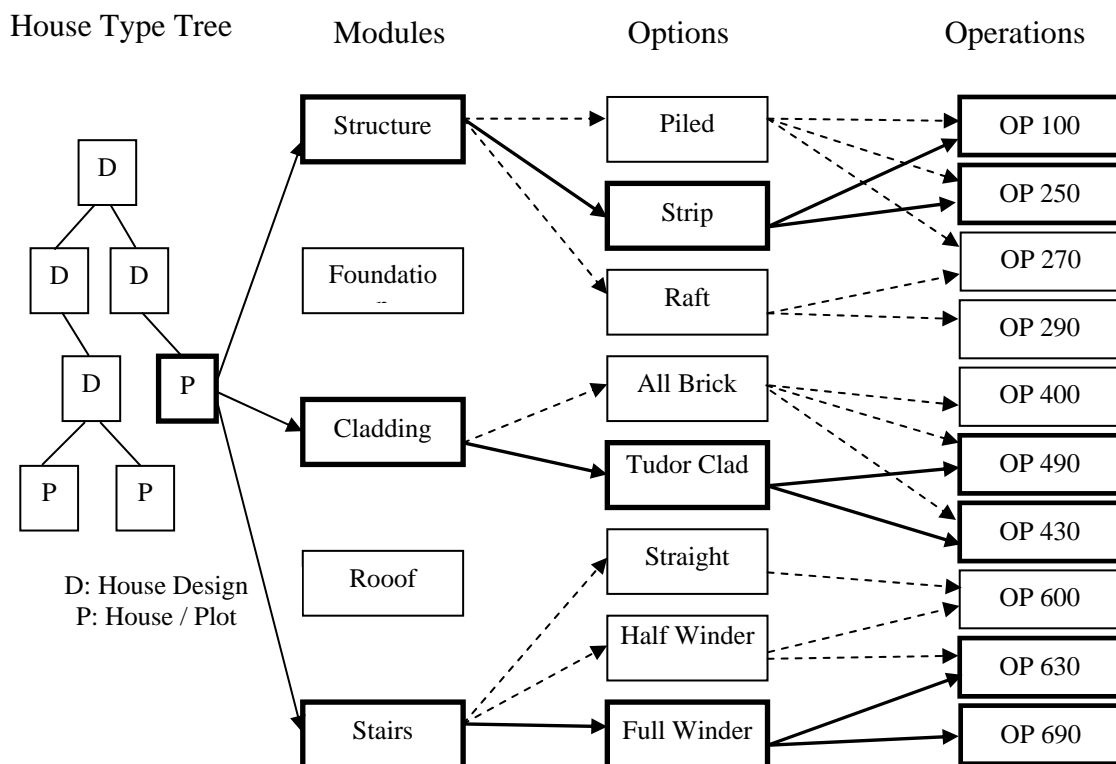 House Type Tree
Modules
Options
Operations
D
D
D
D
P
P
P
D: House Design
P: House / Plot
Structure
Foundatio
Cladding
Rooof
Stairs
Piled
Strip
Raft
All Brick
Tudor Clad
Straight
Half Winder
Full Winder
OP 100
OP 250
OP 270
OP 290
OP 400
OP 490
OP 430
OP 600
OP 630
OP 690